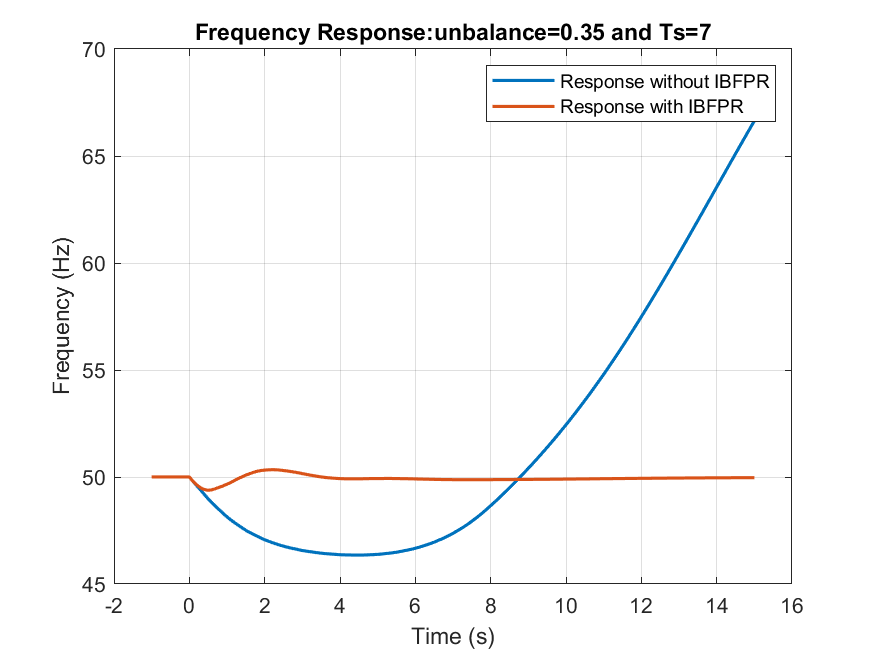 Frequency Response:unbalance=0.35 and Ts=7
Response without IBFPR
Response with IBFPR
70
65
60
55
50
45
Frequency (Hz)
-2 0 2 4 6 8 10 12 14 16
Time (s)